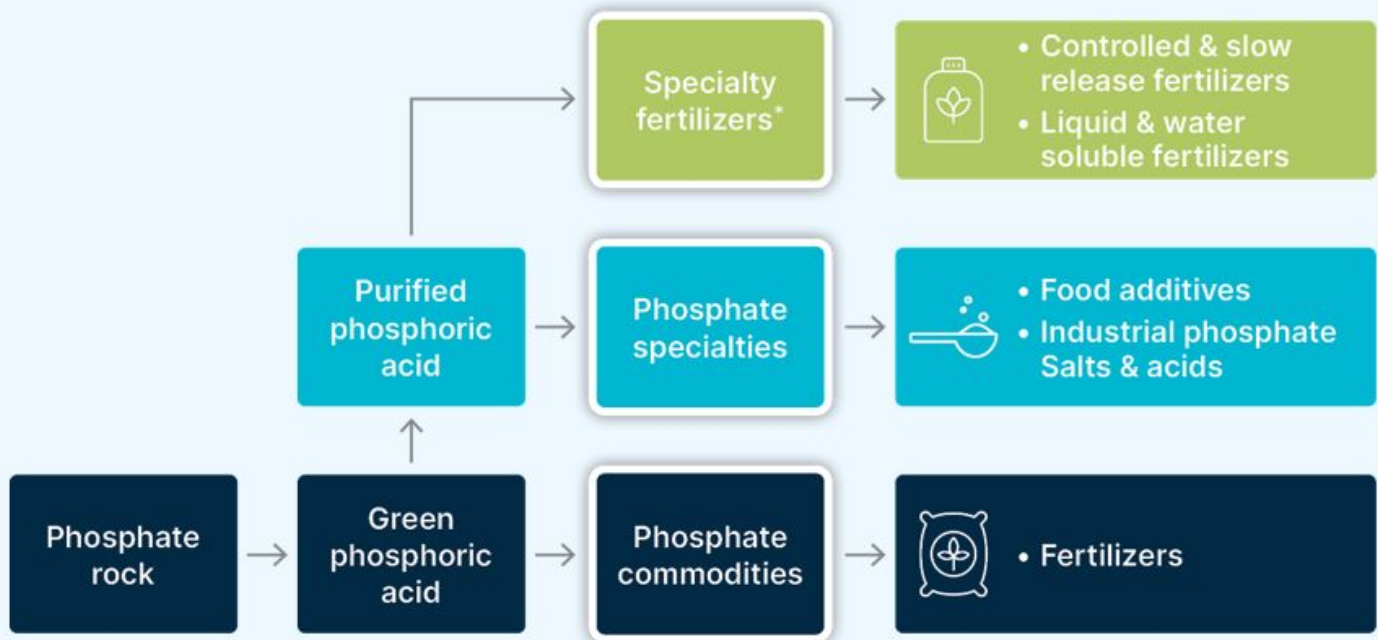 Specialty
fertilizers*
• Controlled & slow
release fertilizers
• Liquid & water
soluble fertilizers
Purified
phosphoric
acid
Phosphate
specialties
• Food additives
• Industrial phosphate
Salts & acids
Phosphate
rock
Green
phosphoric
acid
Phosphate
commodities
• Fertilizers